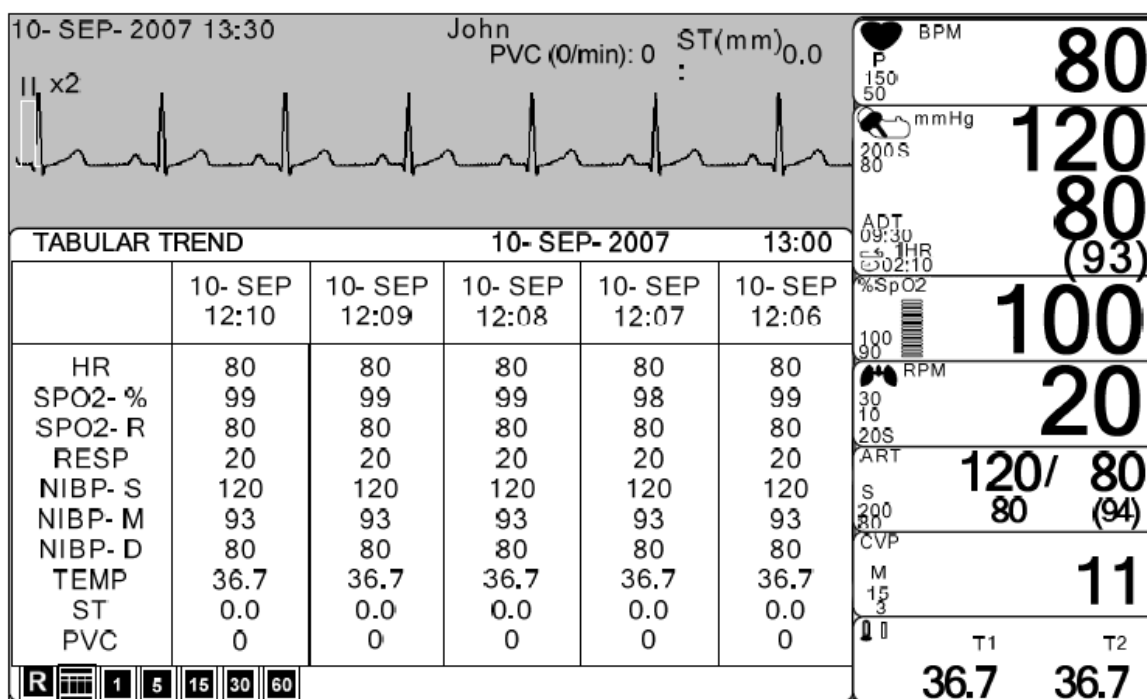 10- SEP- 2007 13:30 John
PVC (0/min): 0 ST(mm) 0.0
:
II x2
TABULAR TREND 10- SEP- 2007 13:00
10- SEP 10- SEP 10- SEP 10- SEP 10- SEP
12:10 12:09 12:08 12:07 12:06
HR 80 80 80 80 80
SPO2- % 99 99 99 98 99
SPO2- R 80 80 80 80 80
RESP 20 20 20 20 20
NIBP- S 120 120 120 120 120
NIBP- M 93 93 93 93 93
NIBP- D 80 80 80 80 80
TEMP 36.7 36.7 36.7 36.7 36.7
ST 0.0 0.0 0.0 0.0 0.0
PVC 0 0 0 0 0
R 1 5 15 30 60
BPM 80
P
150
50
mmHg 120
200 S
80
80
ADT
09:30
1HR (93)
02:10
%SpO2
100
100
90
RPM 20
30
10
20S
ART
120/ 80
S
200 80 (94)
80
CVP
M 11
15
3
T1 T2
36.7 36.7